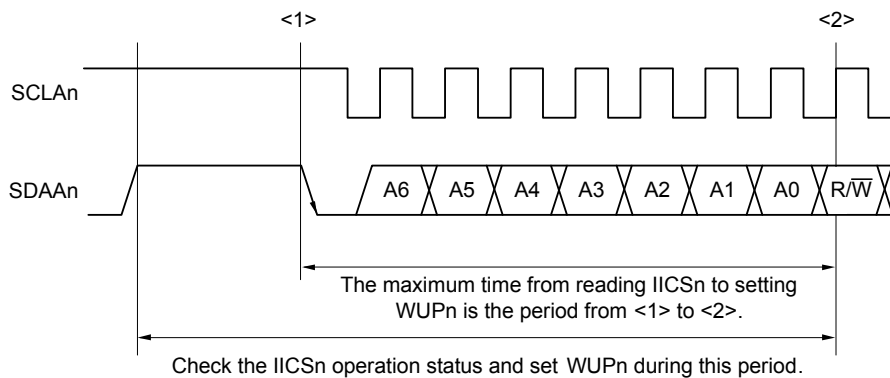 <1> <2>
SCLAn
SDAAn A6 A5 A4 A3 A2 A1 A0 R/W̅
The maximum time from reading IICSn to setting
WUPn is the period from <1> to <2>.
Check the IICSn operation status and set WUPn during this period.